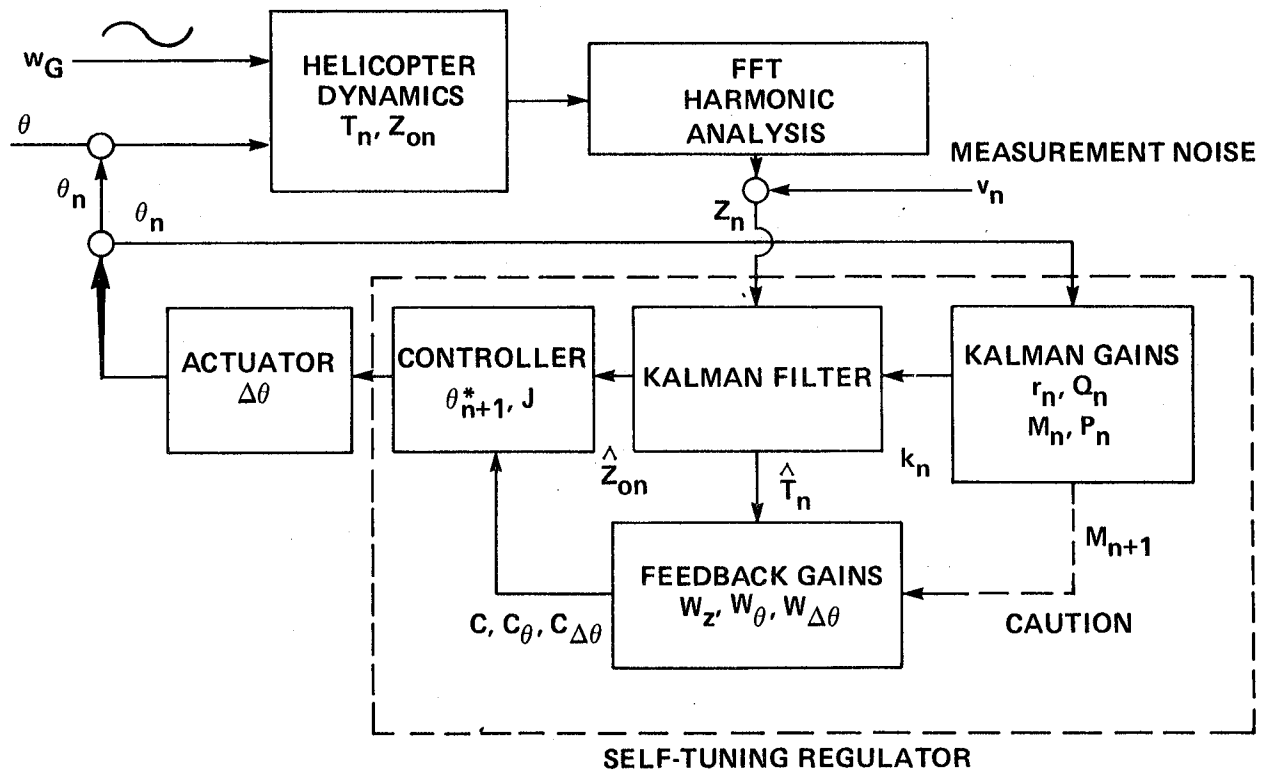 w_G
HELICOPTER
DYNAMICS
T_n, Z_on
FFT
HARMONIC
ANALYSIS
θ
MEASUREMENT NOISE
v_n
θ_n
θ_n
Z_n
ACTUATOR
Δθ
CONTROLLER
θ*_n+1, J
KALMAN FILTER
KALMAN GAINS
r_n, Q_n
M_n, P_n
Ẑ_on
T̂_n
k_n
M_n+1
FEEDBACK GAINS
W_z, W_θ, W_Δθ
C, C_θ, C_Δθ
CAUTION
SELF-TUNING REGULATOR